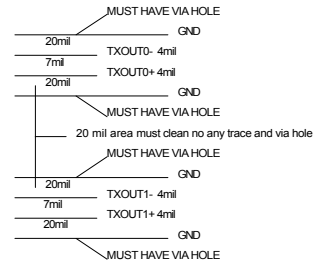 MUST HAVE VIA HOLE
GND
20mil
TXOUT0- 4mil
7mil
TXOUT0+ 4mil
20mil
GND
MUST HAVE VIA HOLE
20 mil area must clean no any trace and via hole
MUST HAVE VIA HOLE
GND
20mil
TXOUT1- 4mil
7mil
TXOUT1+ 4mil
20mil
GND
MUST HAVE VIA HOLE